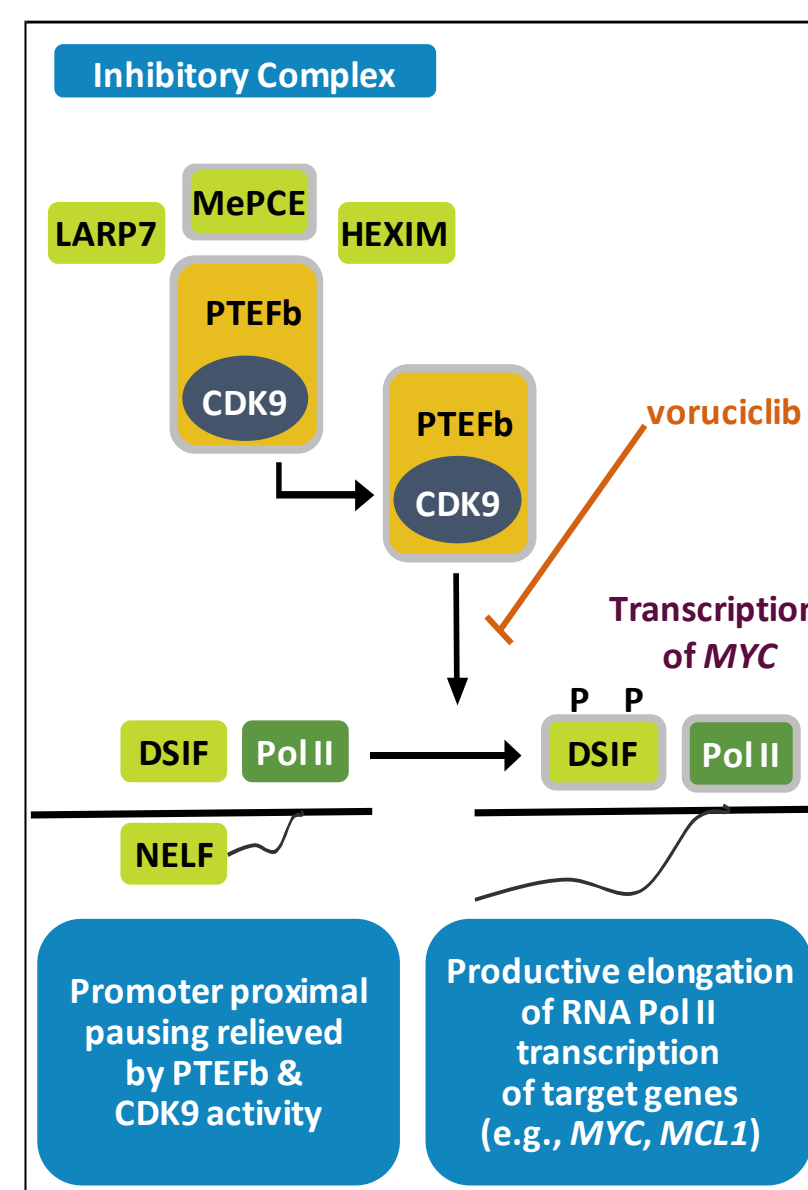 Inhibitory Complex
MePCE
LARP7
HEXIM
PTEFb
CDK9
PTEFb
CDK9
voruciclib
Transcription
of MYC
P P
DSIF
Pol II
DSIF
Pol II
NELF
Promoter proximal
pausing relieved
by PTEFb &
CDK9 activity
Productive elongation
of RNA Pol II
transcription
of target genes
(e.g., MYC, MCL1)